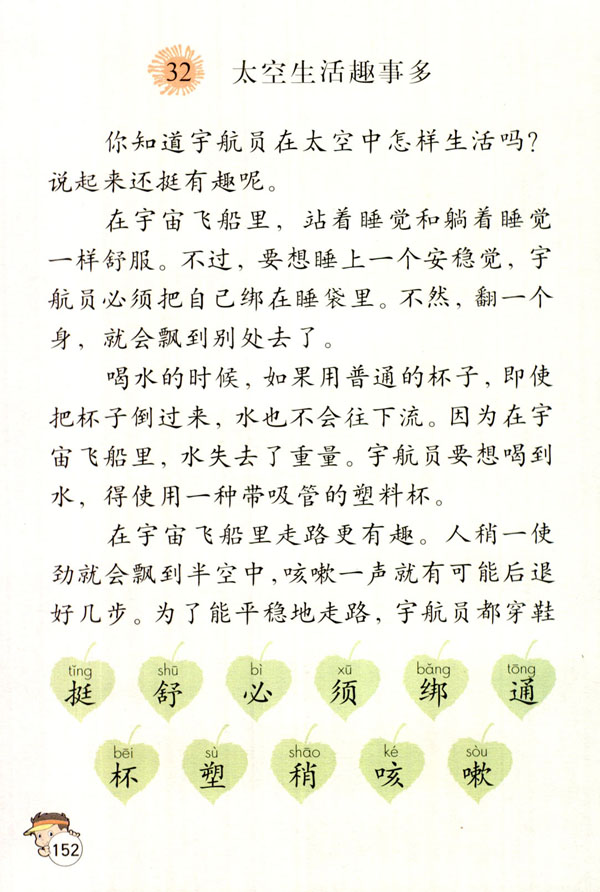 32 太空生活趣事多
你知道宇航员在太空中怎样生活吗？
说起来还挺有趣呢。
在宇宙飞船里，站着睡觉和躺着睡觉
一样舒服。不过，要想睡上一个安稳觉，宇
航员必须把自己绑在睡袋里。不然，翻一个
身，就会飘到别处去了。
喝水的时候，如果用普通的杯子，即使
把杯子倒过来，水也不会往下流。因为在宇
宙飞船里，水失去了重量。宇航员要想喝到
水，得使用一种带吸管的塑料杯。
在宇宙飞船里走路更有趣。人稍一使
劲就会飘到半空中，咳嗽一声就有可能后退
好几步。为了能平稳地走路，宇航员都穿鞋
tǐng shū bì xū bǎng tōng
挺 舒 必 须 绑 通
bēi sù shāo ké sòu
杯 塑 稍 咳 嗽
152